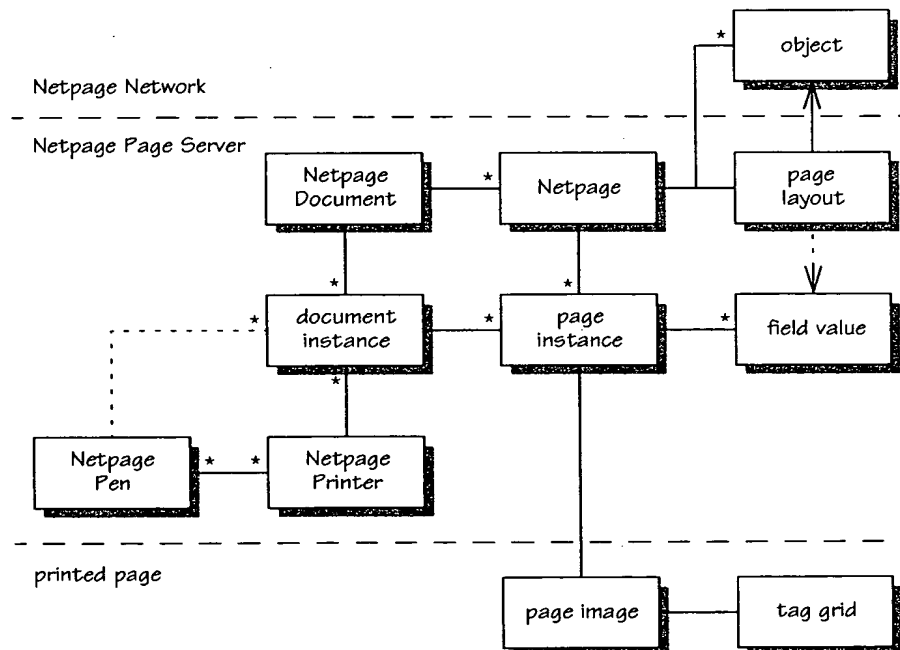 *
object
Netpage Network
Netpage Page Server
Netpage
Document
*
Netpage
page
layout
*
*
*
document
instance
*
page
instance
*
field value
*
Netpage
Pen
*
*
Netpage
Printer
printed page
page image
tag grid